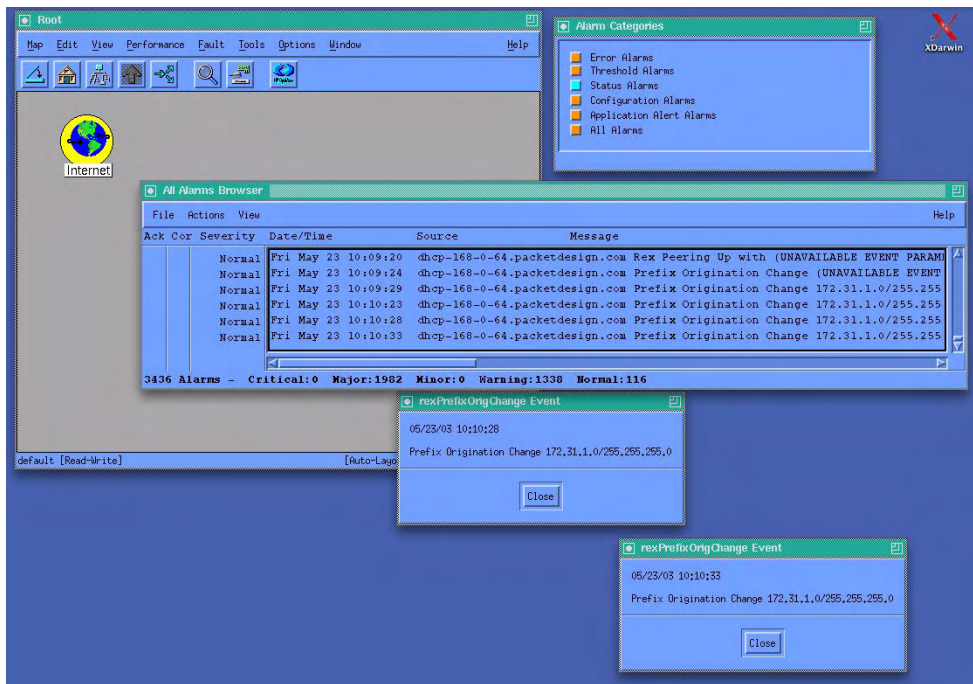 Root
Map Edit View Performance Fault Tools Options Window Help
Internet
default [Read-Write] [Auto-Layo
Alarm Categories
Error Alarms
Threshold Alarms
Status Alarms
Configuration Alarms
Application Alert Alarms
All Alarms
XDarwin
All Alarms Browser
File Actions View Help
Ack Cor Severity Date/Time Source Message
Normal Fri May 23 10:09:20 dhcp-168-0-64.packetdesign.com Rex Peering Up with (UNAVAILABLE EVENT PARAM
Normal Fri May 23 10:09:24 dhcp-168-0-64.packetdesign.com Prefix Origination Change (UNAVAILABLE EVENT
Normal Fri May 23 10:09:29 dhcp-168-0-64.packetdesign.com Prefix Origination Change 172.31.1.0/255.255
Normal Fri May 23 10:10:23 dhcp-168-0-64.packetdesign.com Prefix Origination Change 172.31.1.0/255.255
Normal Fri May 23 10:10:28 dhcp-168-0-64.packetdesign.com Prefix Origination Change 172.31.1.0/255.255
Normal Fri May 23 10:10:33 dhcp-168-0-64.packetdesign.com Prefix Origination Change 172.31.1.0/255.255
3436 Alarms - Critical:0 Major:1982 Minor:0 Warning:1338 Normal:116
rexPrefixOrigChange Event
05/23/03 10:10:28
Prefix Origination Change 172.31.1.0/255.255.255.0
Close
rexPrefixOrigChange Event
05/23/03 10:10:33
Prefix Origination Change 172.31.1.0/255.255.255.0
Close